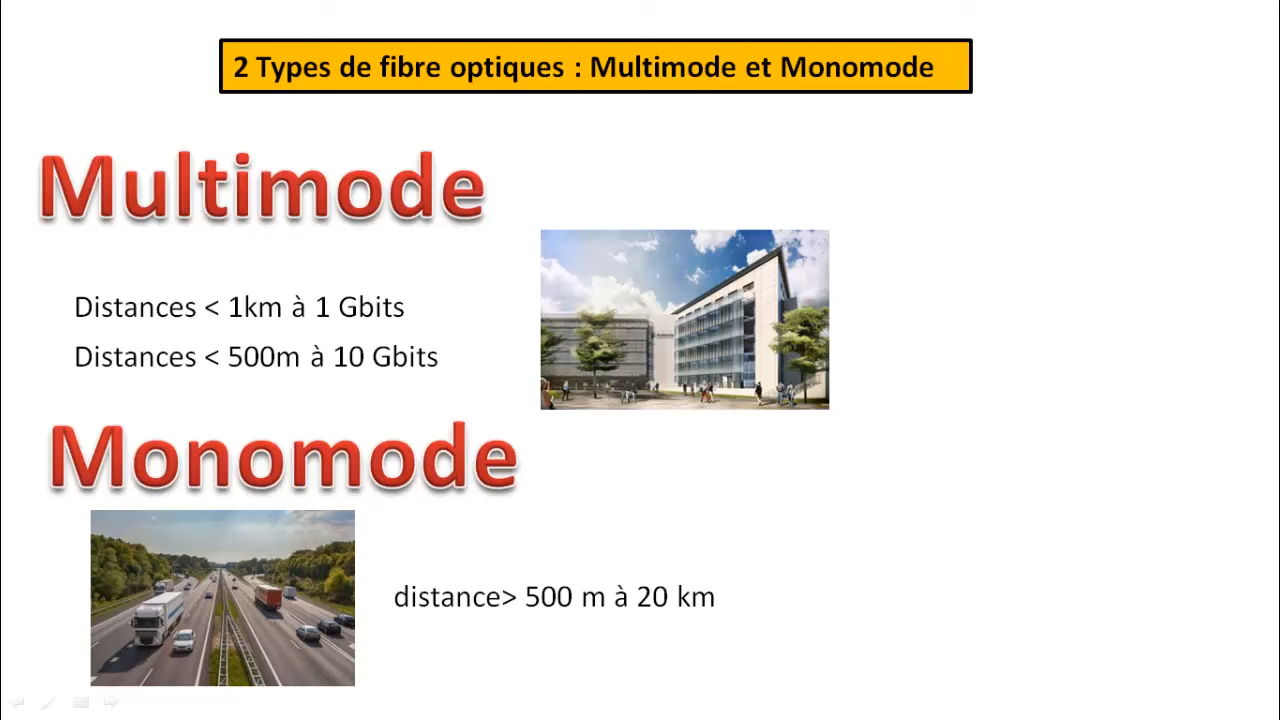 2 Types de fibre optiques : Multimode et Monomode
Multimode
Distances < 1km à 1 Gbits
Distances < 500m à 10 Gbits
Monomode
distance> 500 m à 20 km